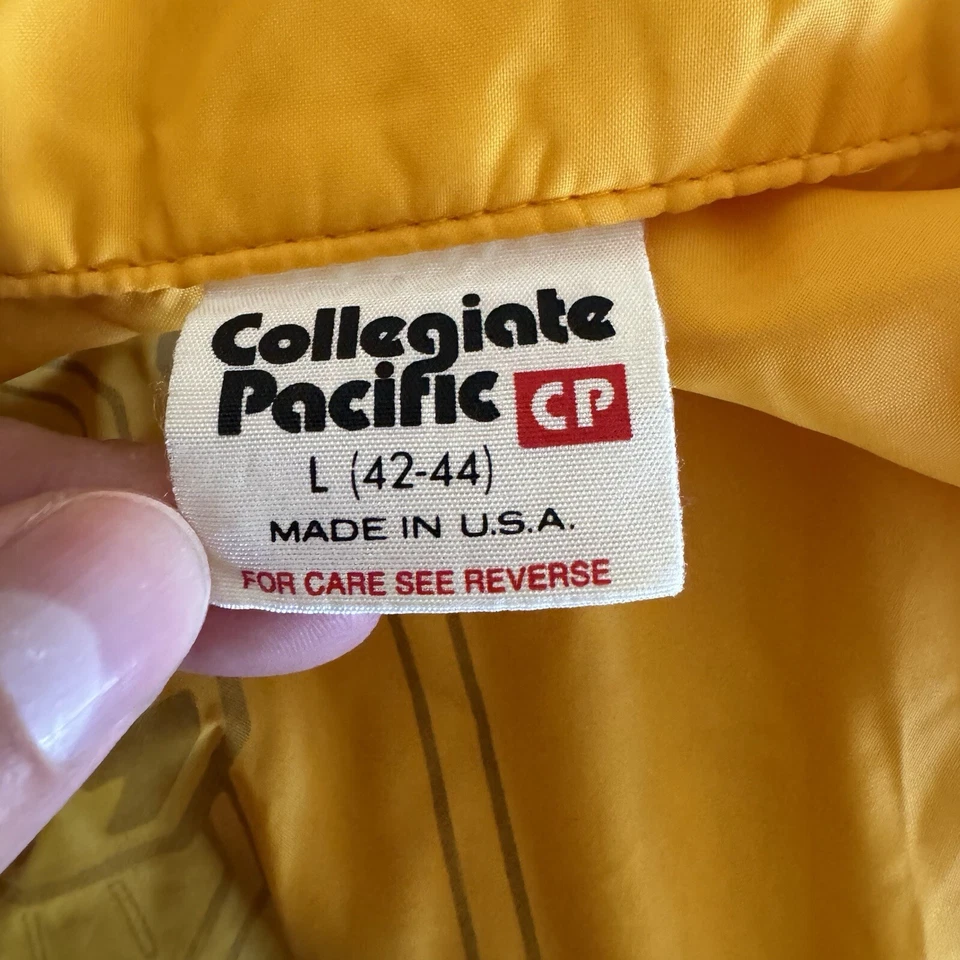 Collegiate
Pacific CP
L (42-44)
MADE IN U.S.A.
FOR CARE SEE REVERSE